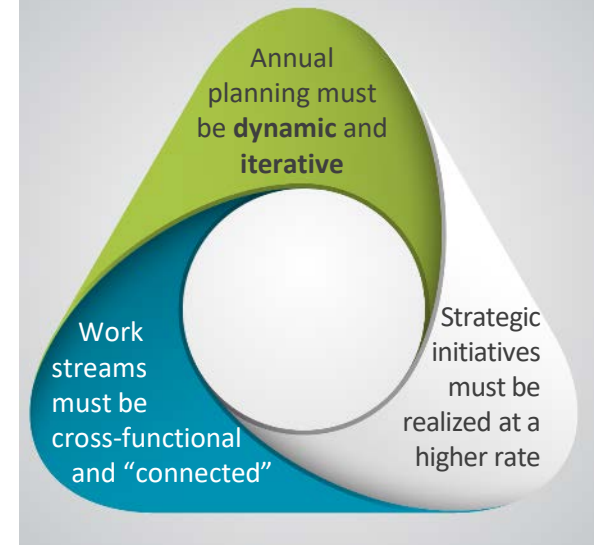 Annual
planning must
be dynamic and
iterative
Work
streams
must be
cross-functional
and “connected”
Strategic
initiatives
must be
realized at a
higher rate